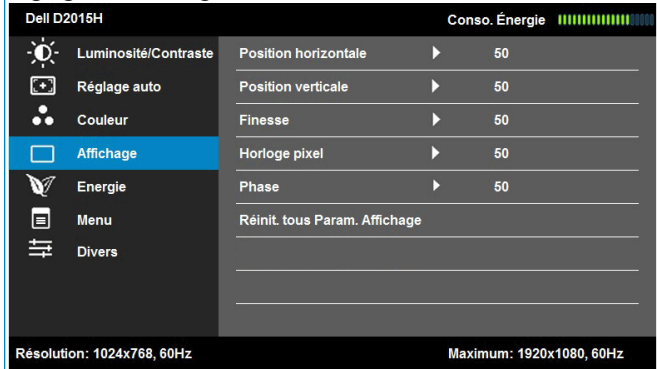 Dell D2015H Conso. Énergie
Luminosité/Contraste Position horizontale 50
Réglage auto Position verticale 50
Couleur Finesse 50
Affichage Horloge pixel 50
Energie Phase 50
Menu Réinit. tous Param. Affichage
Divers
Résolution: 1024x768, 60Hz Maximum: 1920x1080, 60Hz